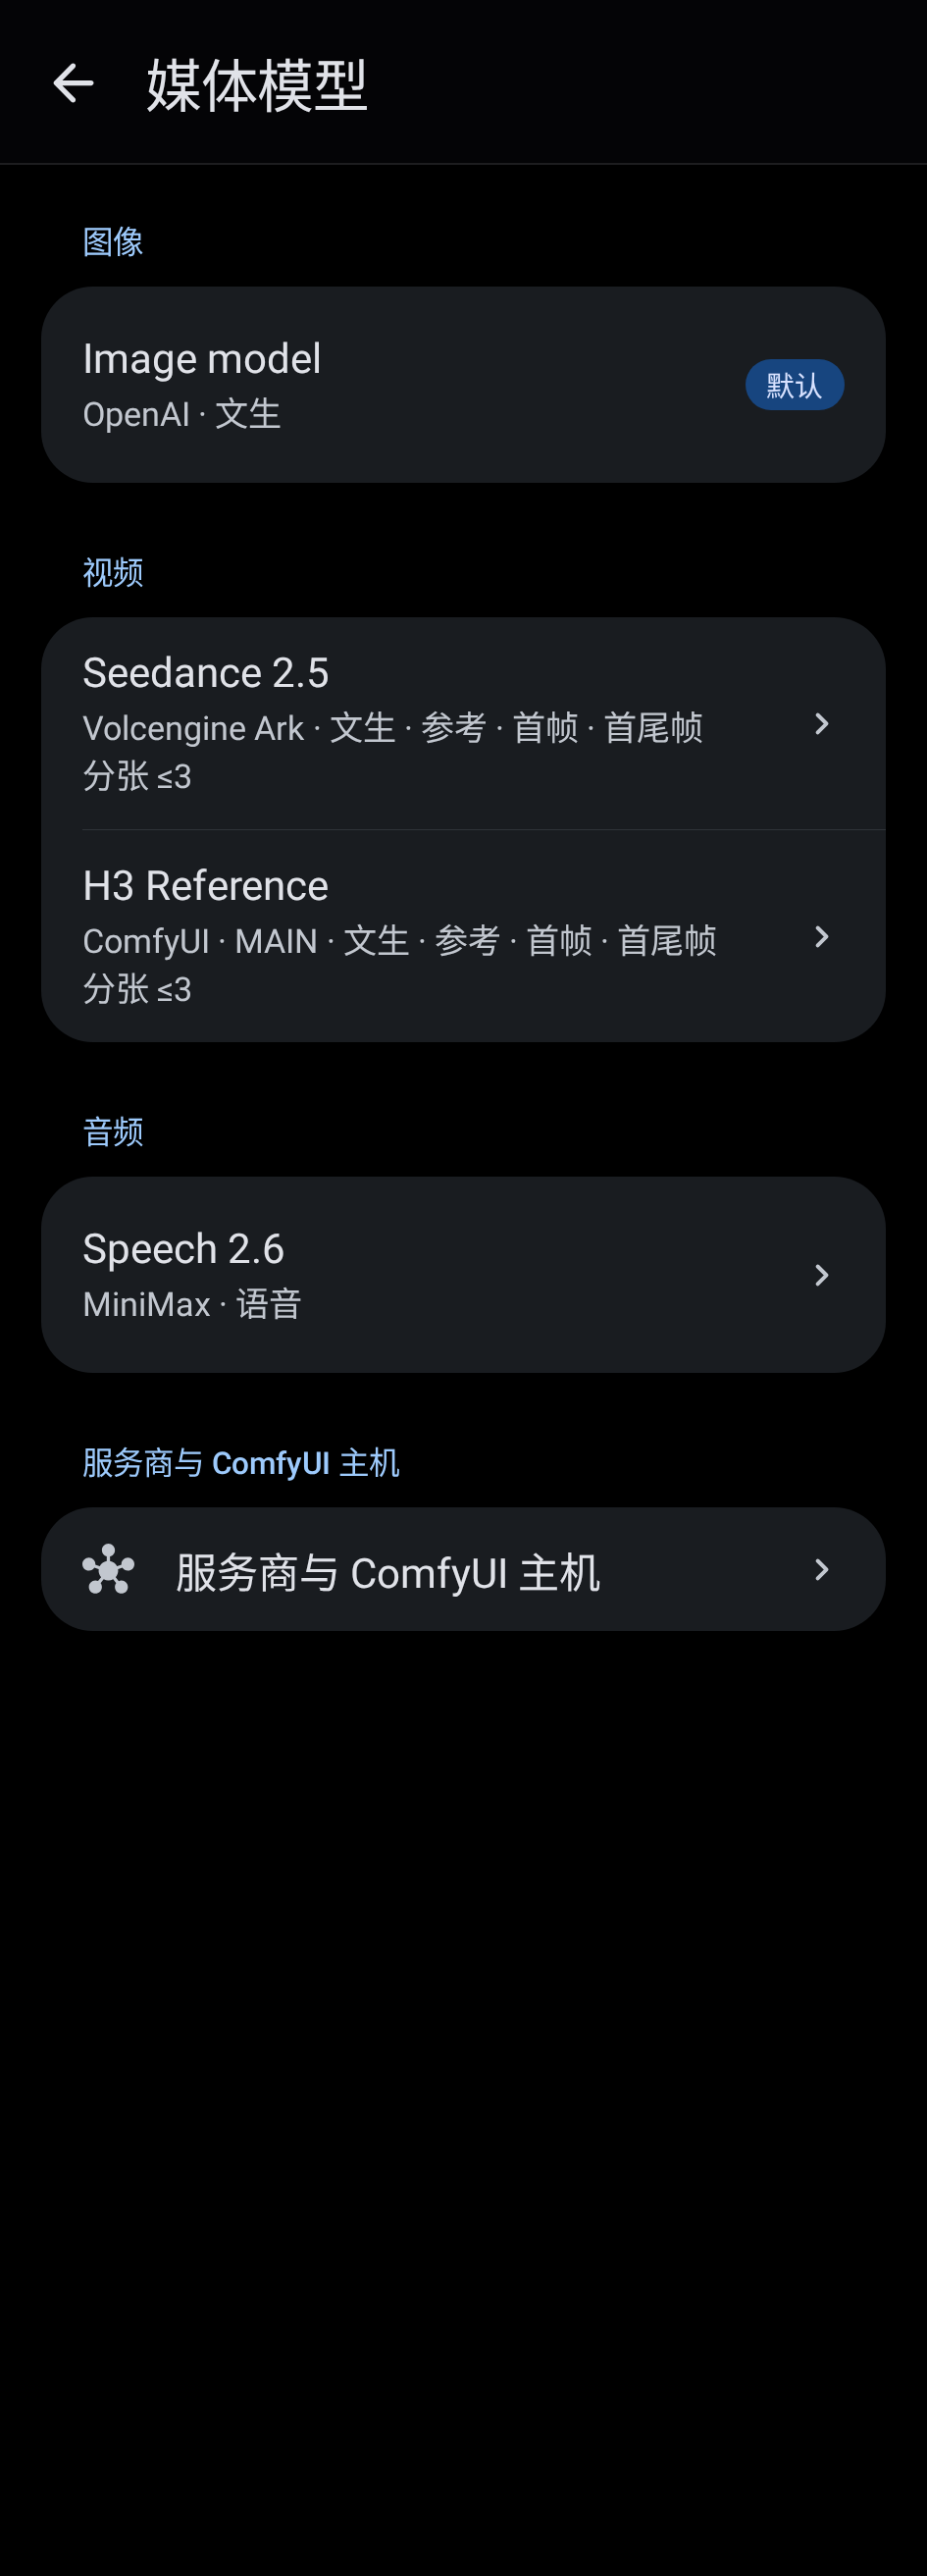 媒体模型
图像
Image model
OpenAI · 文生
默认
视频
Seedance 2.5
Volcengine Ark · 文生 · 参考 · 首帧 · 首尾帧
分张 ≤3
H3 Reference
ComfyUI · MAIN · 文生 · 参考 · 首帧 · 首尾帧
分张 ≤3
音频
Speech 2.6
MiniMax · 语音
服务商与 ComfyUI 主机
服务商与 ComfyUI 主机